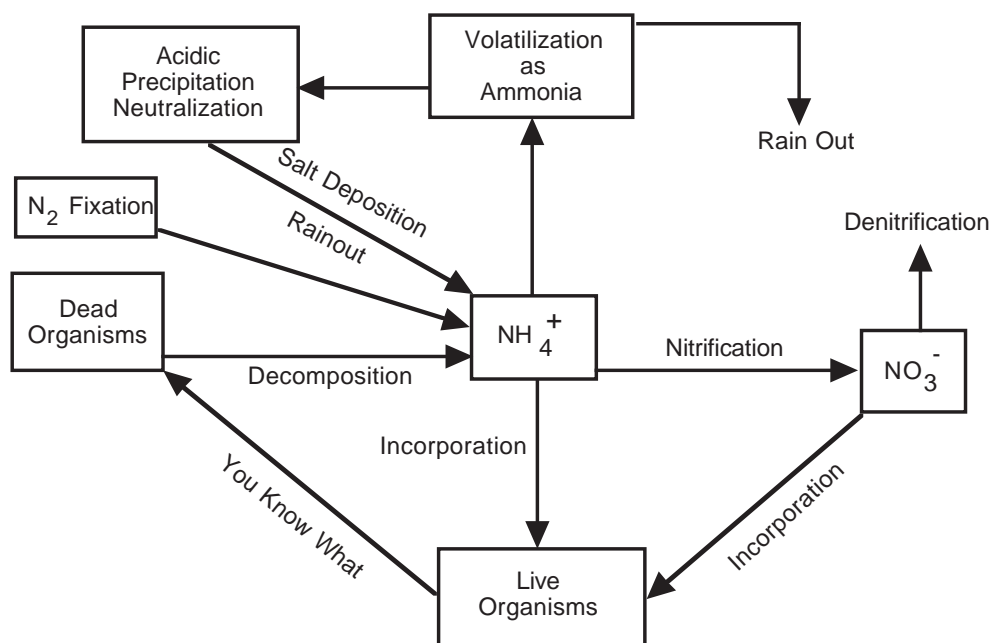 Acidic
Precipitation
Neutralization
Volatilization
as
Ammonia
Rain Out
Salt Deposition
Rainout
N₂ Fixation
Denitrification
Dead
Organisms
NH₄⁺
Nitrification
NO₃⁻
Decomposition
Incorporation
You Know What
Incorporation
Live
Organisms